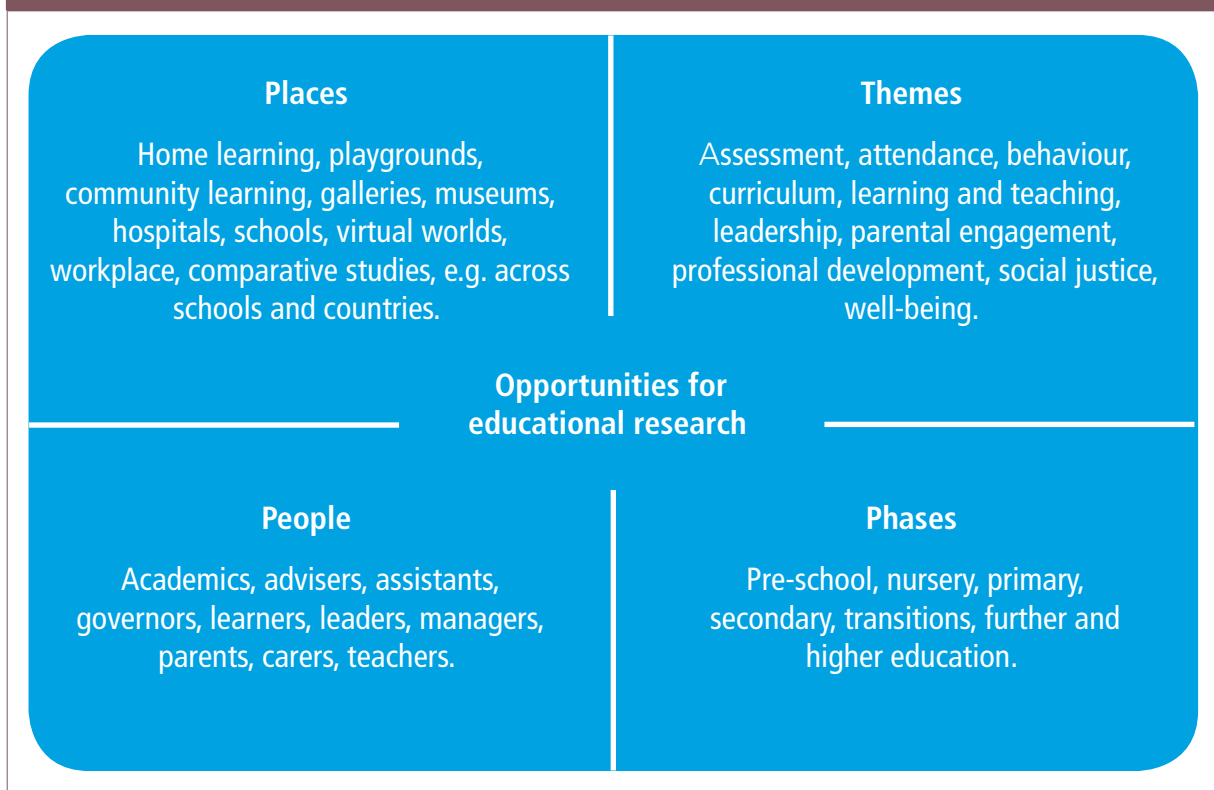 Places
Home learning, playgrounds,
community learning, galleries, museums,
hospitals, schools, virtual worlds,
workplace, comparative studies, e.g. across
schools and countries.
Themes
Assessment, attendance, behaviour,
curriculum, learning and teaching,
leadership, parental engagement,
professional development, social justice,
well-being.
Opportunities for
educational research
People
Academics, advisers, assistants,
governors, learners, leaders, managers,
parents, carers, teachers.
Phases
Pre-school, nursery, primary,
secondary, transitions, further and
higher education.